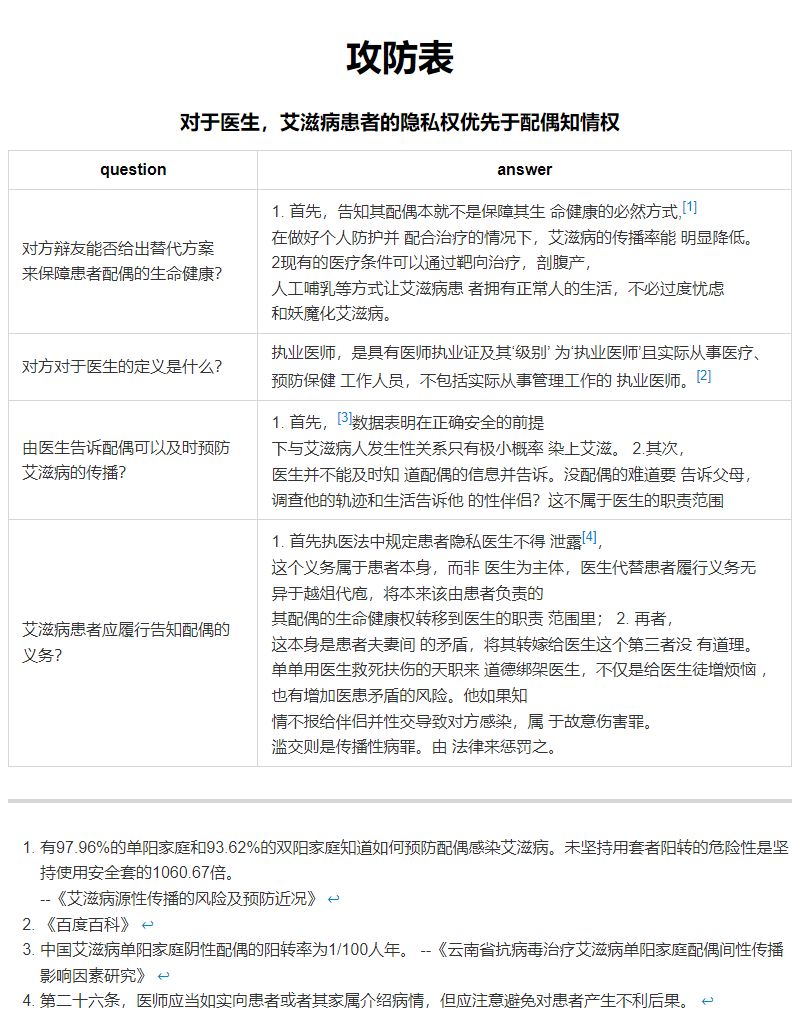 攻防表
对于医生，艾滋病患者的隐私权优先于配偶知情权
question
answer
对方辩友能否给出替代方案
来保障患者配偶的生命健康？
1. 首先，告知其配偶本就不是保障其生 命健康的必然方式,[1]
在做好个人防护并 配合治疗的情况下，艾滋病的传播率能 明显降低。
2现有的医疗条件可以通过靶向治疗，剖腹产，
人工哺乳等方式让艾滋病患 者拥有正常人的生活，不必过度忧虑
和妖魔化艾滋病。
对方对于医生的定义是什么？
执业医师，是具有医师执业证及其‘级别’ 为‘执业医师’且实际从事医疗、
预防保健 工作人员，不包括实际从事管理工作的 执业医师。[2]
由医生告诉配偶可以及时预防
艾滋病的传播？
1. 首先，[3]数据表明在正确安全的前提
下与艾滋病人发生性关系只有极小概率 染上艾滋。 2.其次，
医生并不能及时知 道配偶的信息并告诉。没配偶的难道要 告诉父母，
调查他的轨迹和生活告诉他 的性伴侣？这不属于医生的职责范围
艾滋病患者应履行告知配偶的
义务？
1. 首先执医法中规定患者隐私医生不得 泄露[4]，
这个义务属于患者本身，而非 医生为主体，医生代替患者履行义务无
异于越俎代庖，将本来该由患者负责的
其配偶的生命健康权转移到医生的职责 范围里； 2. 再者，
这本身是患者夫妻间 的矛盾，将其转嫁给医生这个第三者没 有道理。
单单用医生救死扶伤的天职来 道德绑架医生，不仅是给医生徒增烦恼 ，
也有增加医患矛盾的风险。他如果知
情不报给伴侣并性交导致对方感染，属 于故意伤害罪。
滥交则是传播性病罪。由 法律来惩罚之。
1. 有97.96%的单阳家庭和93.62%的双阳家庭知道如何预防配偶感染艾滋病。未坚持用套者阳转的危险性是坚
持使用安全套的1060.67倍。
--《艾滋病源性传播的风险及预防近况》 ↩
2. 《百度百科》 ↩
3. 中国艾滋病单阳家庭阴性配偶的阳转率为1/100人年。 --《云南省抗病毒治疗艾滋病单阳家庭配偶间性传播
影响因素研究》 ↩
4. 第二十六条，医师应当如实向患者或者其家属介绍病情，但应注意避免对患者产生不利后果。 ↩